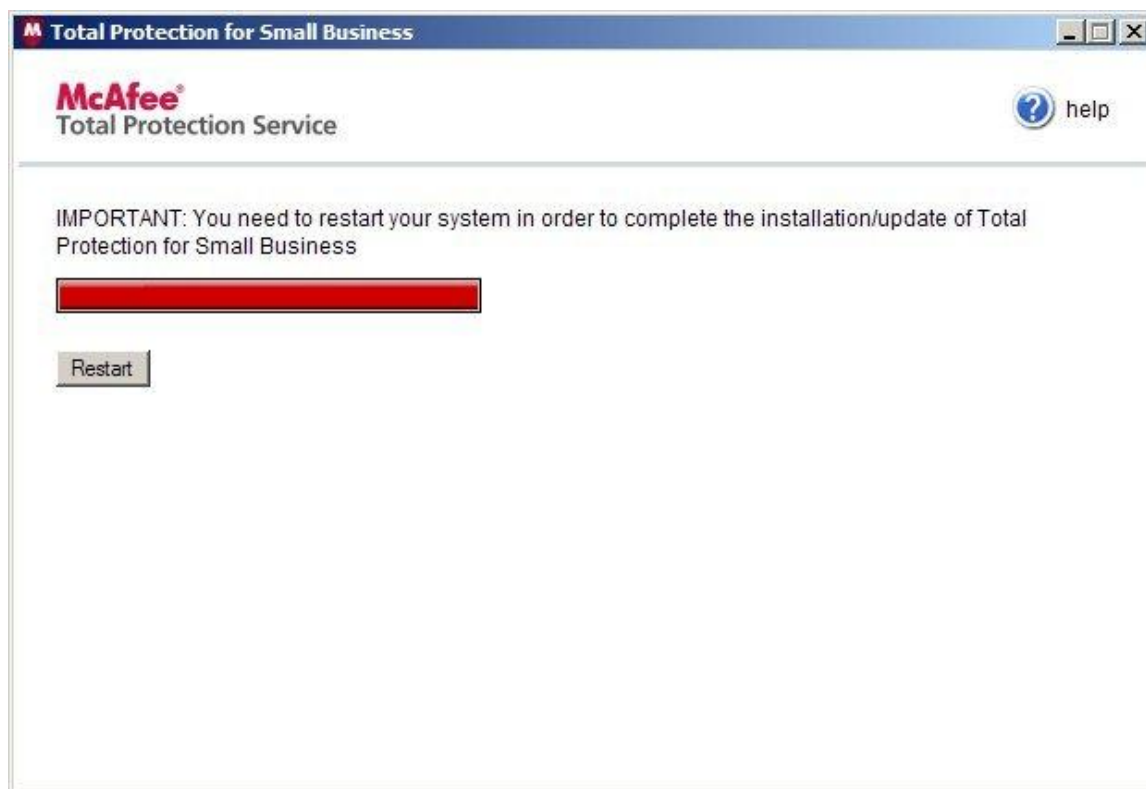 Total Protection for Small Business
McAfee®
Total Protection Service
help
IMPORTANT: You need to restart your system in order to complete the installation/update of Total
Protection for Small Business
Restart